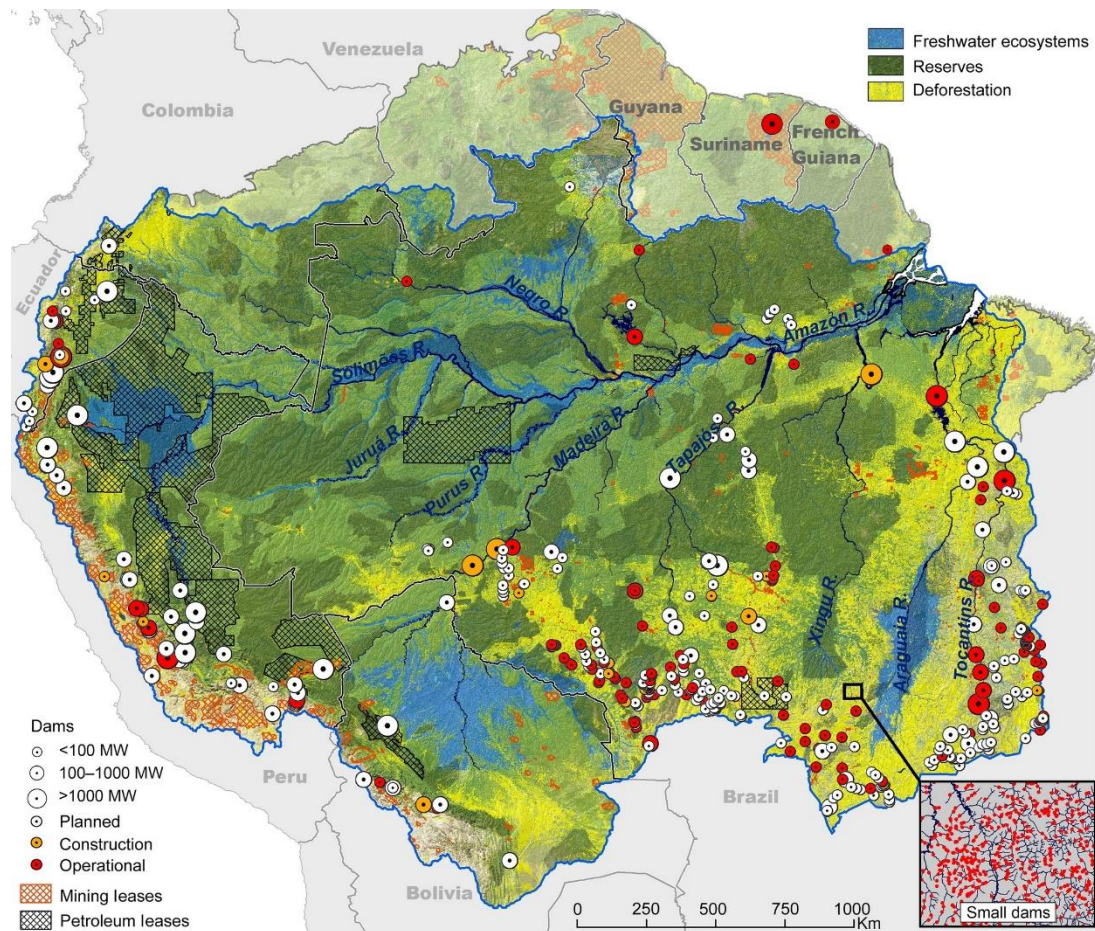 Venezuela
Colombia
Guyana
Suriname
French
Guiana
Ecuador
Freshwater ecosystems
Reserves
Deforestation
Negro R.
Amazon R.
Solimões R.
Juruá R.
Purus R.
Madeira R.
Tapajós R.
Xingu R.
Araguaia R.
Tocantins R.
Peru
Bolivia
Brazil
Dams
<100 MW
100–1000 MW
>1000 MW
Planned
Construction
Operational
Mining leases
Petroleum leases
0 250 500 750 1000
Km
Small dams